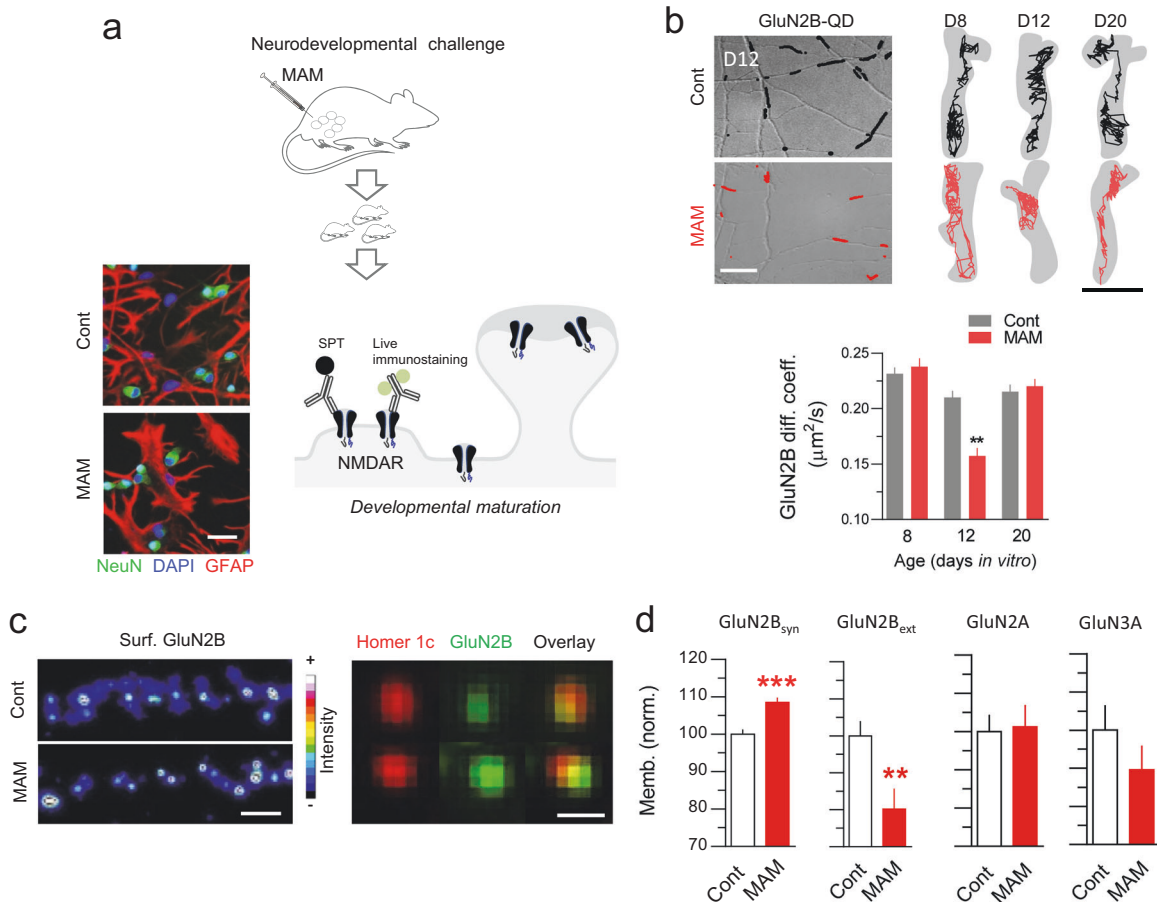 a
Neurodevelopmental challenge
MAM
Cont
MAM
NeuN DAPI GFAP
SPT
Live
immunostaining
NMDAR
Developmental maturation
b
GluN2B-QD
D8
D12
D20
Cont
D12
MAM
Cont
MAM
GluN2B diff. coeff.
(μm²/s)
0.25
0.20
0.15
0.10
**
8
12
20
Age (days in vitro)
c
Surf. GluN2B
Cont
MAM
+
Intensity
-
Homer 1c
GluN2B
Overlay
d
GluN2Bsyn
GluN2Bext
GluN2A
GluN3A
Memb. (norm.)
120
110
100
90
80
70
***
**
Cont
MAM
Cont
MAM
Cont
MAM
Cont
MAM